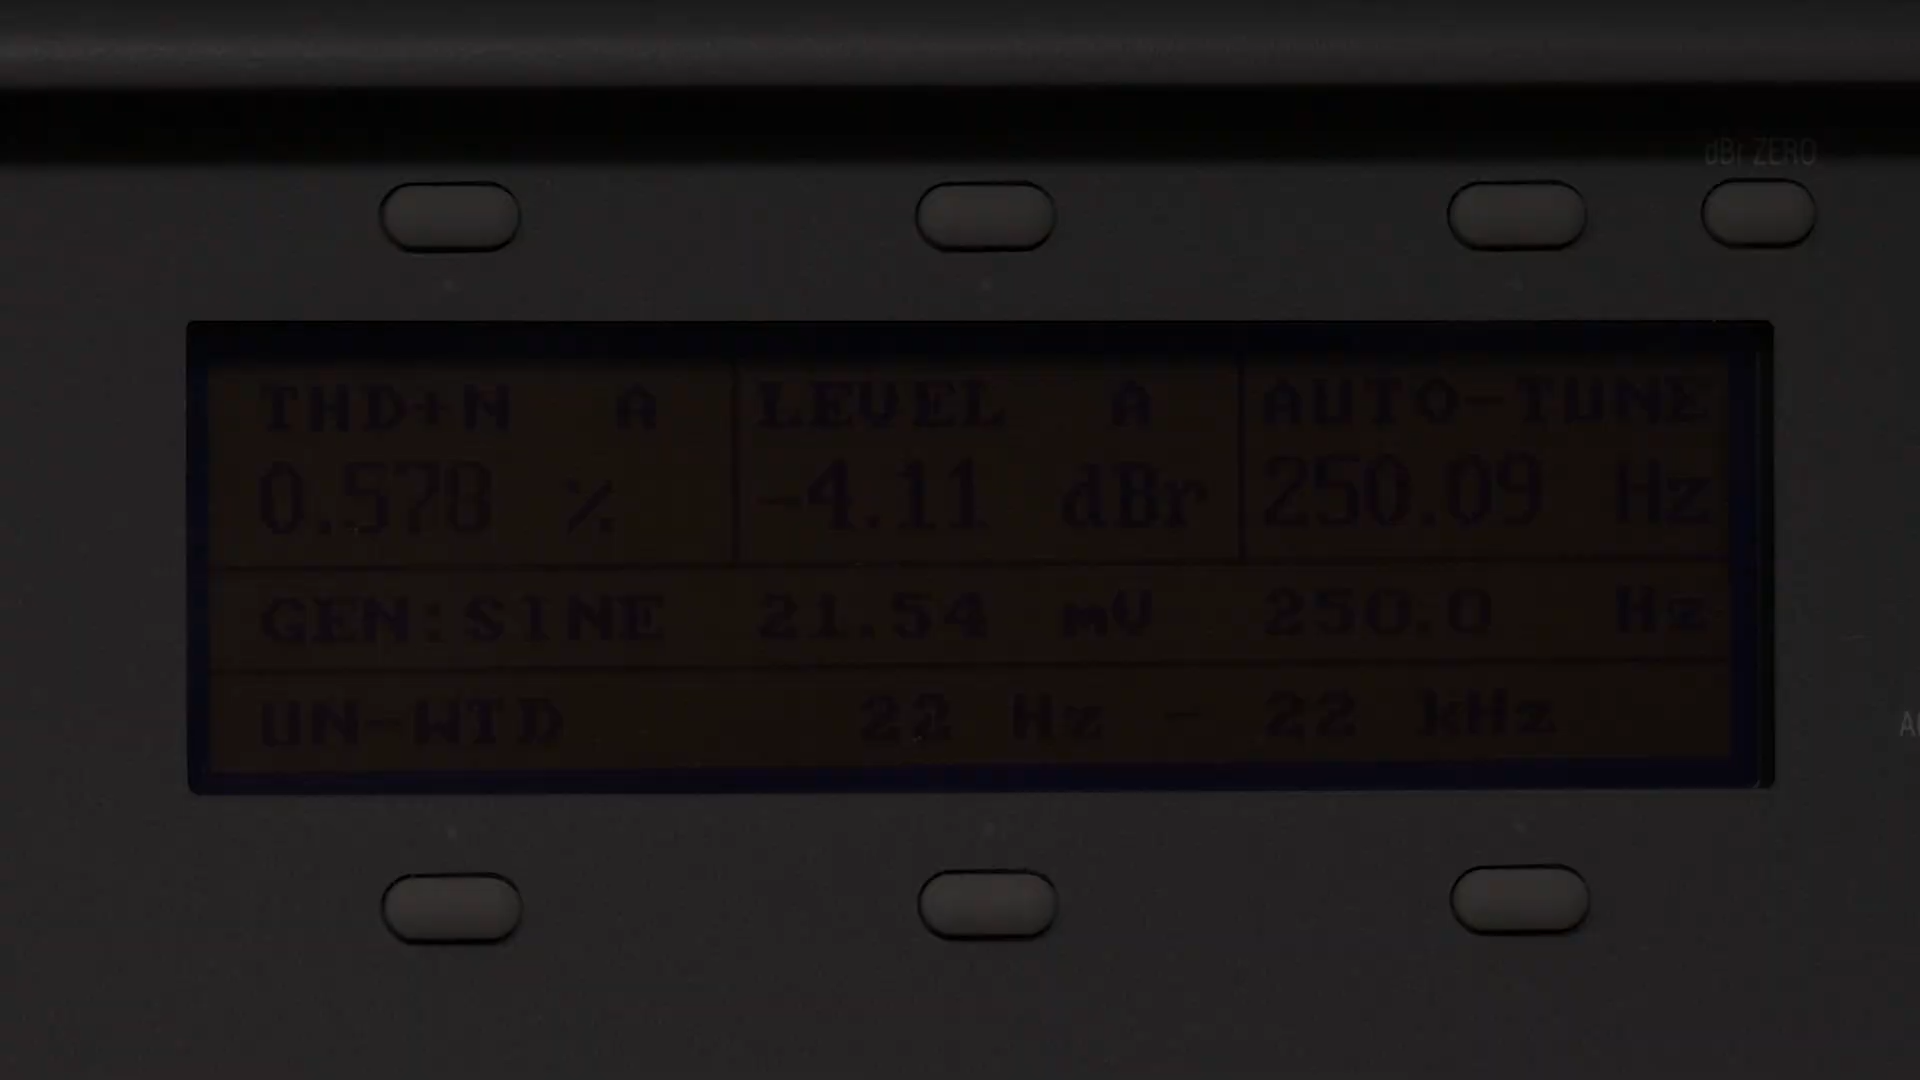 dBr ZERO
THD+N A LEVEL A AUTO-TUNE
0.578 % -4.11 dBr 250.09 Hz
GEN:SINE 21.54 mV 250.0 Hz
UN-WTD 22 Hz - 22 kHz